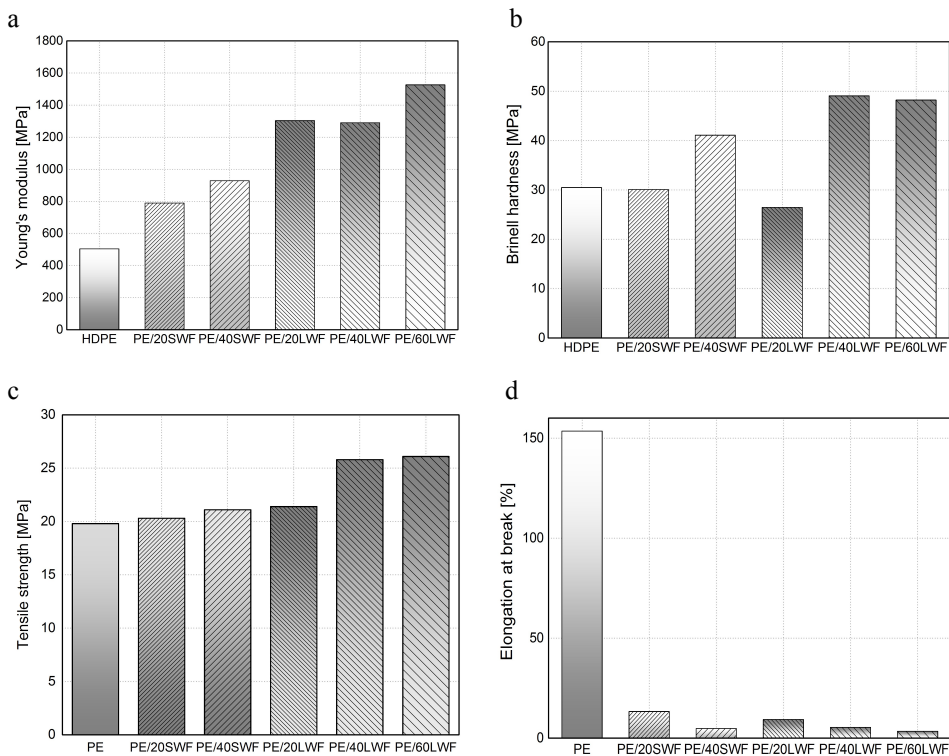 a
1800
1600
1400
1200
1000
800
600
400
200
0
Young's modulus [MPa]
HDPE PE/20SWF PE/40SWF PE/20LWF PE/40LWF PE/60LWF
b
60
50
40
30
20
10
0
Brinell hardness [MPa]
HDPE PE/20SWF PE/40SWF PE/20LWF PE/40LWF PE/60LWF
c
30
25
20
15
10
5
0
Tensile strength [MPa]
PE PE/20SWF PE/40SWF PE/20LWF PE/40LWF PE/60LWF
d
150
100
50
0
Elongation at break [%]
PE PE/20SWF PE/40SWF PE/20LWF PE/40LWF PE/60LWF